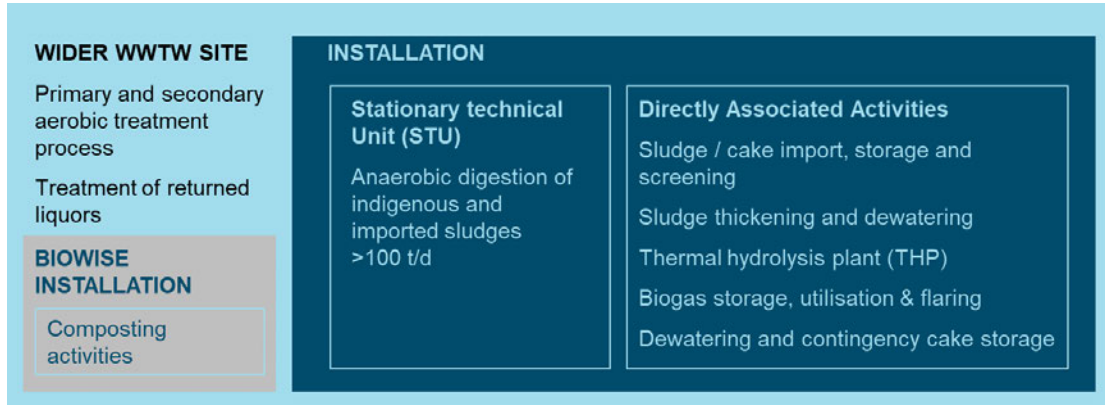 WIDER WWTW SITE
Primary and secondary
aerobic treatment
process
Treatment of returned
liquors
BIOWISE
INSTALLATION
Composting
activities
INSTALLATION
Stationary technical
Unit (STU)
Anaerobic digestion of
indigenous and
imported sludges
>100 t/d
Directly Associated Activities
Sludge / cake import, storage and
screening
Sludge thickening and dewatering
Thermal hydrolysis plant (THP)
Biogas storage, utilisation & flaring
Dewatering and contingency cake storage